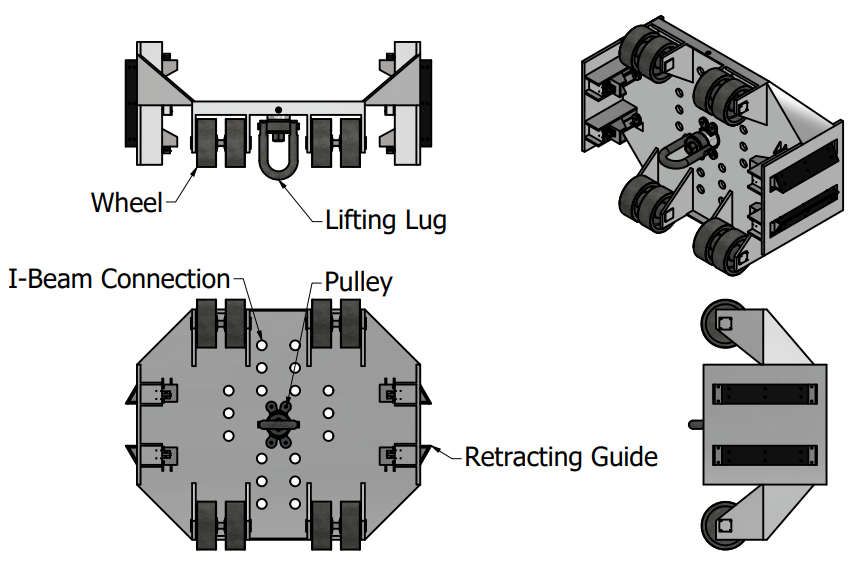 Wheel
Lifting Lug
I-Beam Connection
Pulley
Retracting Guide